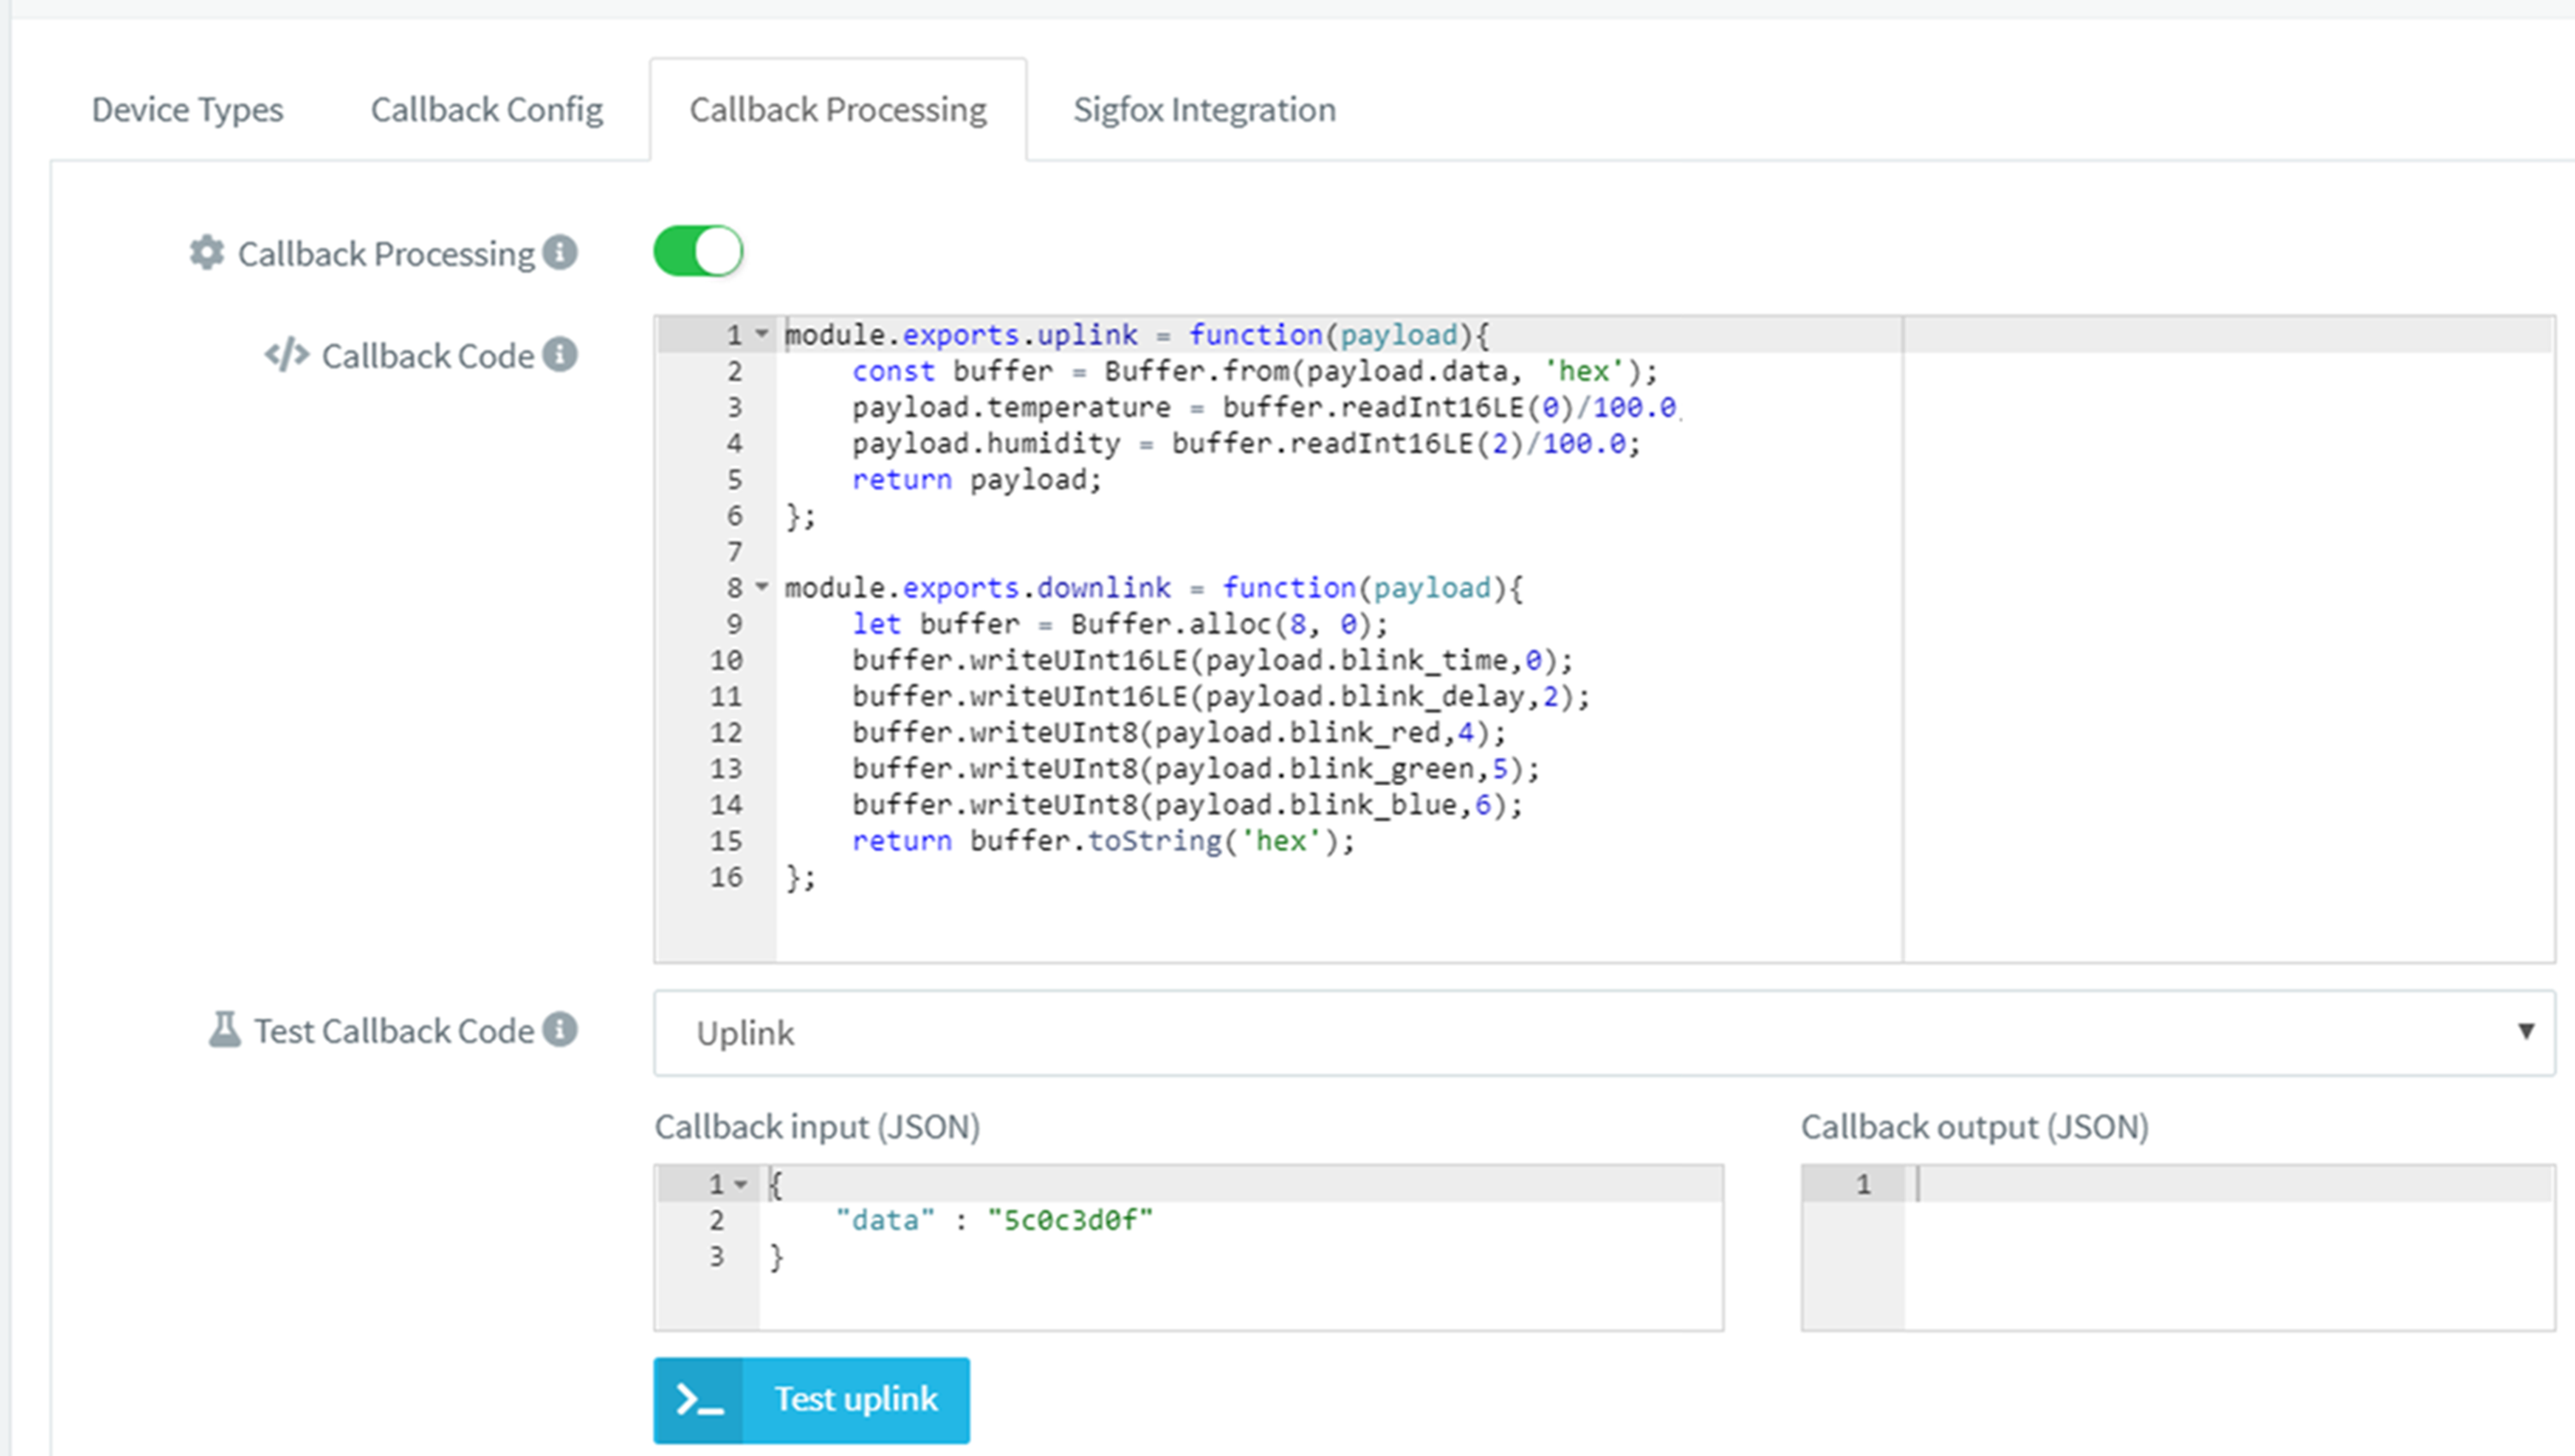 Device Types Callback Config Callback Processing Sigfox Integration
Callback Processing
Callback Code
1 module.exports.uplink = function(payload){
2     const buffer = Buffer.from(payload.data, 'hex');
3     payload.temperature = buffer.readInt16LE(0)/100.0
4     payload.humidity = buffer.readInt16LE(2)/100.0;
5     return payload;
6 };
7
8 module.exports.downlink = function(payload){
9     let buffer = Buffer.alloc(8, 0);
10     buffer.writeUInt16LE(payload.blink_time,0);
11     buffer.writeUInt16LE(payload.blink_delay,2);
12     buffer.writeUInt8(payload.blink_red,4);
13     buffer.writeUInt8(payload.blink_green,5);
14     buffer.writeUInt8(payload.blink_blue,6);
15     return buffer.toString('hex');
16 };
Test Callback Code
Uplink
Callback input (JSON)
1 {
2     "data" : "5c0c3d0f"
3 }
Callback output (JSON)
1
Test uplink